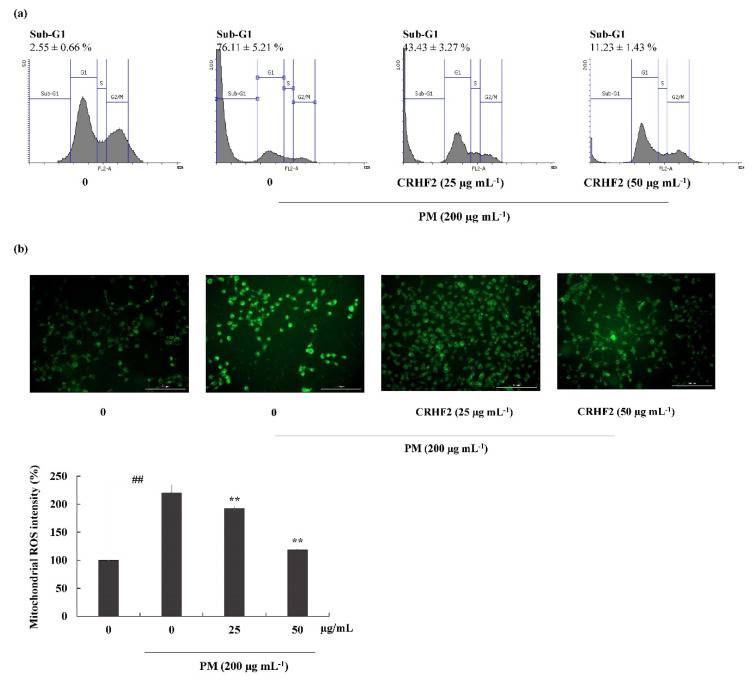 (a)
Sub-G1 Sub-G1 Sub-G1 Sub-G1
2.55 ± 0.66 % 76.11 ± 5.21 % 43.43 ± 3.27 % 11.23 ± 1.43 %
G1 G1 G1 G1
S S S S
Sub-G1 G2/M Sub-G1 G2/M Sub-G1 G2/M Sub-G1 G2/M
FL2-A FL2-A FL2-A FL2-A
0 0 CRHF2 (25 µg mL⁻¹) CRHF2 (50 µg mL⁻¹)
PM (200 µg mL⁻¹)
(b)
0 0 CRHF2 (25 µg mL⁻¹) CRHF2 (50 µg mL⁻¹)
PM (200 µg mL⁻¹)
Mitochondrial ROS intensity (%)
250
200
150
100
50
0
##
**
**
0 0 25 50 µg/mL
PM (200 µg mL⁻¹)